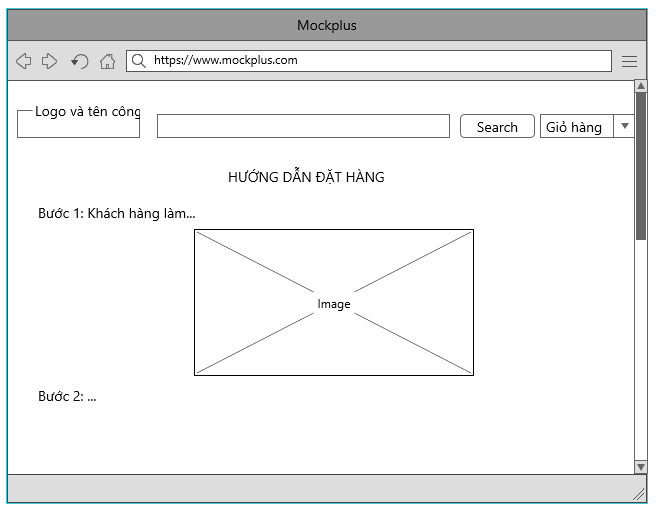 Mockplus
https://www.mockplus.com
Logo và tên công
Search
Giỏ hàng
HƯỚNG DẪN ĐẶT HÀNG
Bước 1: Khách hàng làm...
Image
Bước 2: ...